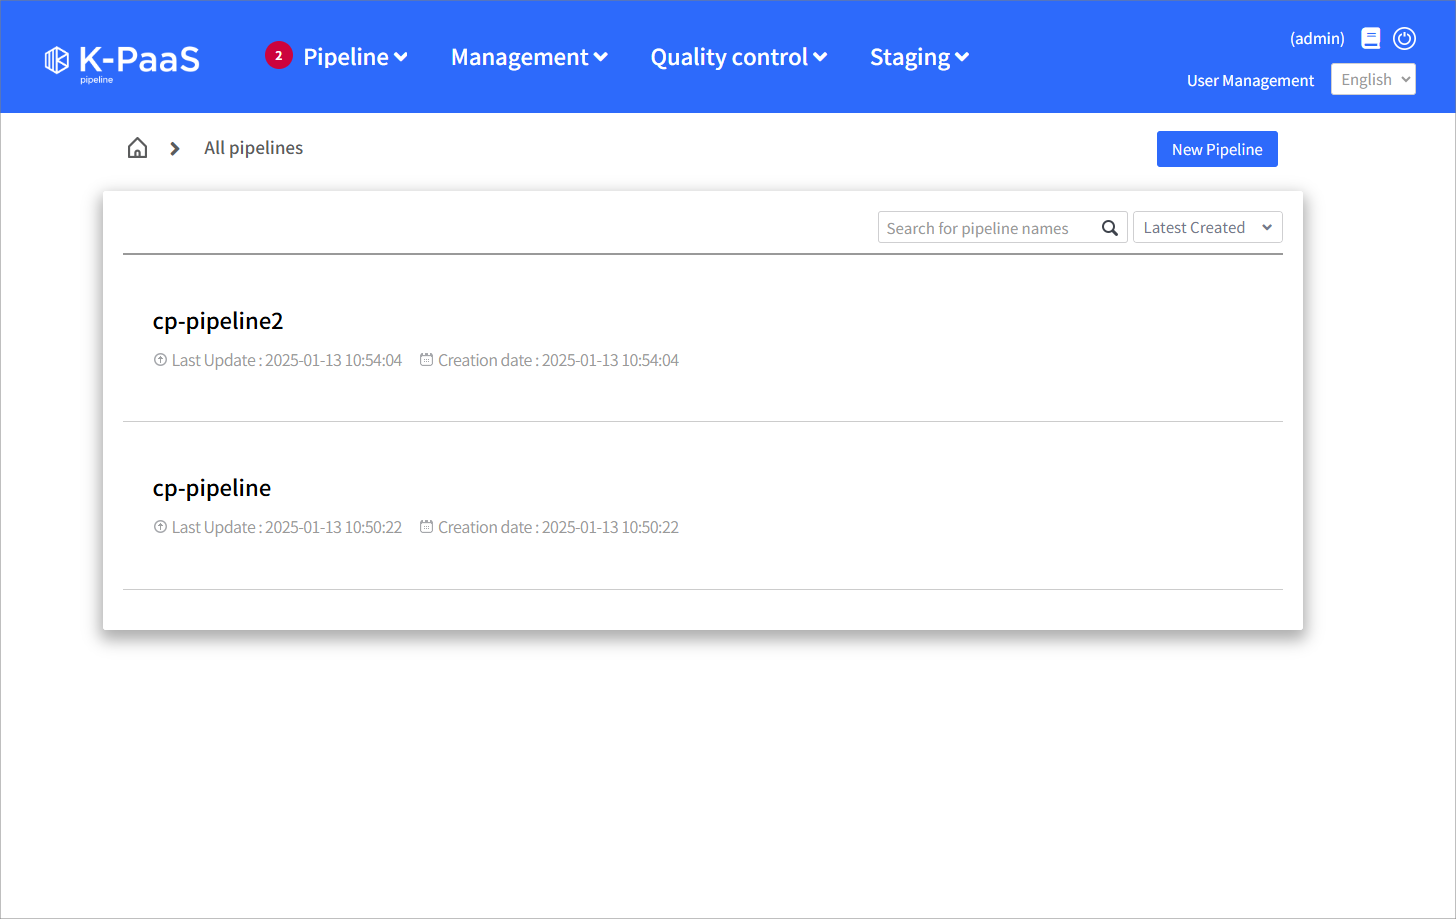 K-PaaS
pipeline
2 Pipeline Management Quality control Staging
(admin)
User Management English
All pipelines
New Pipeline
Search for pipeline names Latest Created
cp-pipeline2
Last Update : 2025-01-13 10:54:04 Creation date : 2025-01-13 10:54:04
cp-pipeline
Last Update : 2025-01-13 10:50:22 Creation date : 2025-01-13 10:50:22